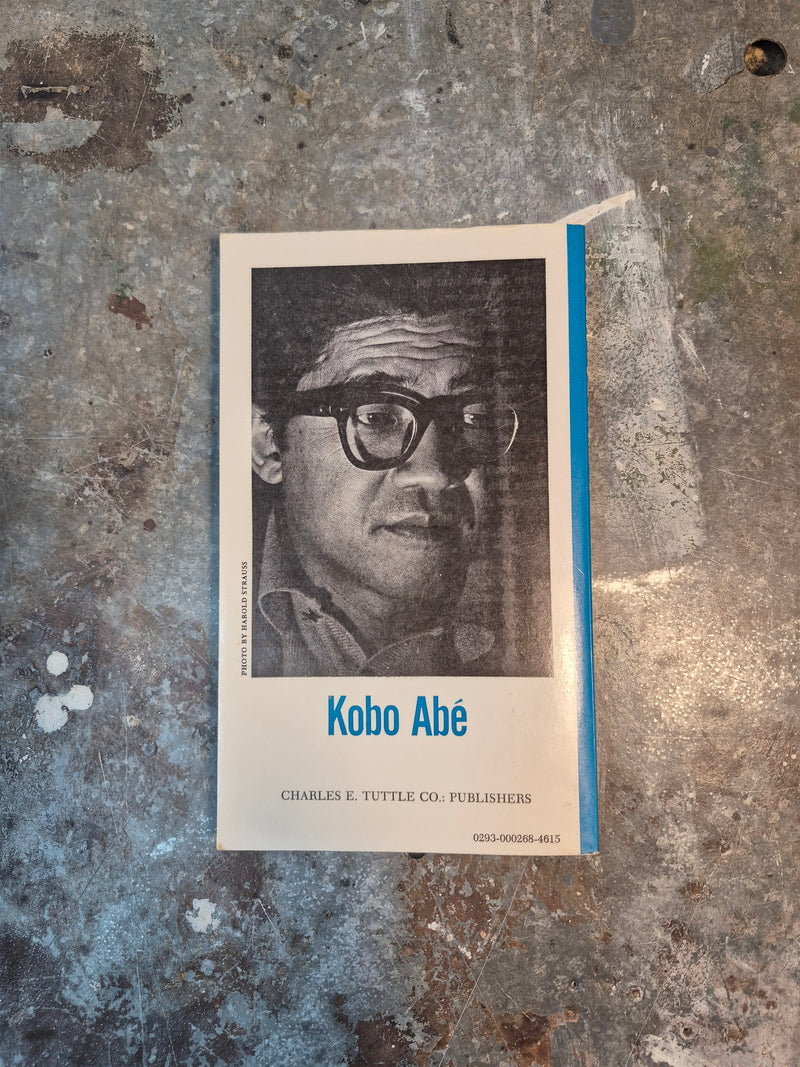 PHOTO BY HAROLD STRAUSS
Kobo Abé
CHARLES E. TUTTLE CO.: PUBLISHERS
0293-000268-4615